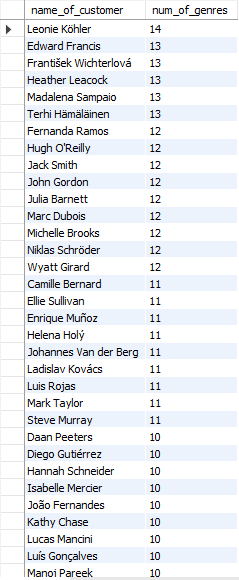 name_of_customer num_of_genres
Leonie Köhler 14
Edward Francis 13
František Wichterlová 13
Heather Leacock 13
Madalena Sampaio 13
Terhi Hämäläinen 13
Fernanda Ramos 12
Hugh O'Reilly 12
Jack Smith 12
John Gordon 12
Julia Barnett 12
Marc Dubois 12
Michelle Brooks 12
Niklas Schröder 12
Wyatt Girard 12
Camille Bernard 11
Ellie Sullivan 11
Enrique Muñoz 11
Helena Holý 11
Johannes Van der Berg 11
Ladislav Kovács 11
Luis Rojas 11
Mark Taylor 11
Steve Murray 11
Daan Peeters 10
Diego Gutiérrez 10
Hannah Schneider 10
Isabelle Mercier 10
João Fernandes 10
Kathy Chase 10
Lucas Mancini 10
Luís Gonçalves 10
Manoj Pareek 10